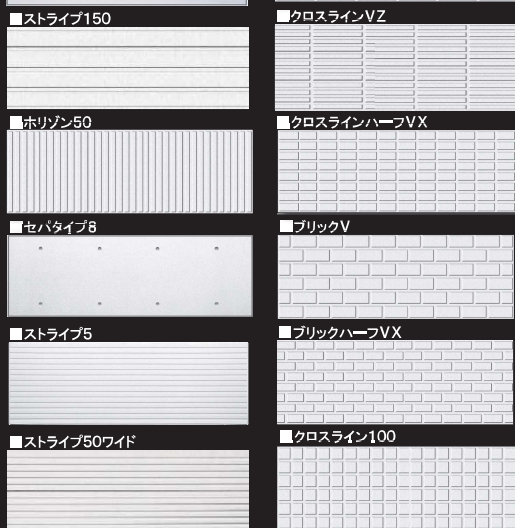 ■ストライプ150
■ホリゾン50
■セパタイプ8
■ストライプ5
■ストライプ50ワイド
■クロスラインVZ
■クロスラインハーフVX
■ブリックV
■ブリックハーフVX
■クロスライン100